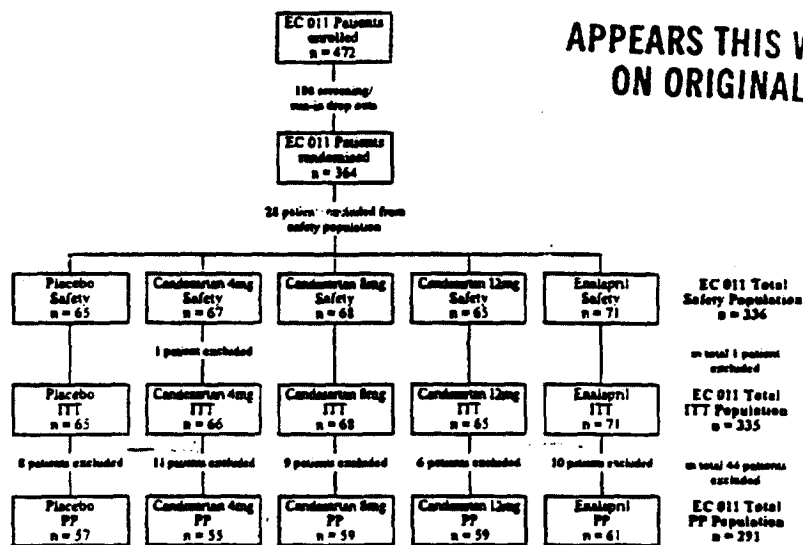 APPEARS THIS W
ON ORIGINAL
EC 011 Patients
enrolled
n = 472
screening/
run-in drop outs
EC 011 Patients
randomised
n = 364
28 excluded from
safety population
Placebo
Safety
n = 65
Candesartan 4mg
Safety
n = 67
Candesartan 8mg
Safety
n = 68
Candesartan 12mg
Safety
n = 65
Enalapril
Safety
n = 71
EC 011 Total
Safety Population
n = 336
1 patient excluded
in total 1 patient
excluded
Placebo
ITT
n = 65
Candesartan 4mg
ITT
n = 66
Candesartan 8mg
ITT
n = 68
Candesartan 12mg
ITT
n = 65
Enalapril
ITT
n = 71
EC 011 Total
ITT Population
n = 335
8 patients excluded
11 patients excluded
9 patients excluded
6 patients excluded
10 patients excluded
in total 44 patients
excluded
Placebo
PP
n = 57
Candesartan 4mg
PP
n = 55
Candesartan 8mg
PP
n = 59
Candesartan 12mg
PP
n = 59
Enalapril
PP
n = 61
EC 011 Total
PP Population
n = 291